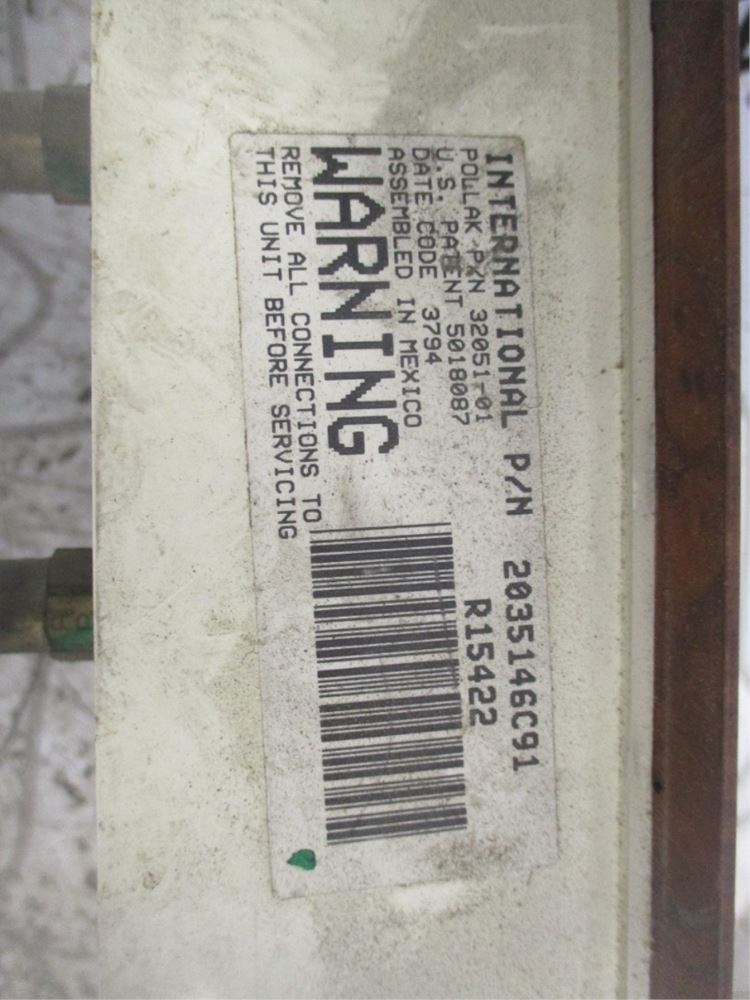 INTERNATIONAL P/N 2035146C91
POLLAK P/N 32051-01 R15422
U.S. PATENT 5018087
DATE CODE 3794
ASSEMBLED IN MEXICO
WARNING
REMOVE ALL CONNECTIONS TO
THIS UNIT BEFORE SERVICING